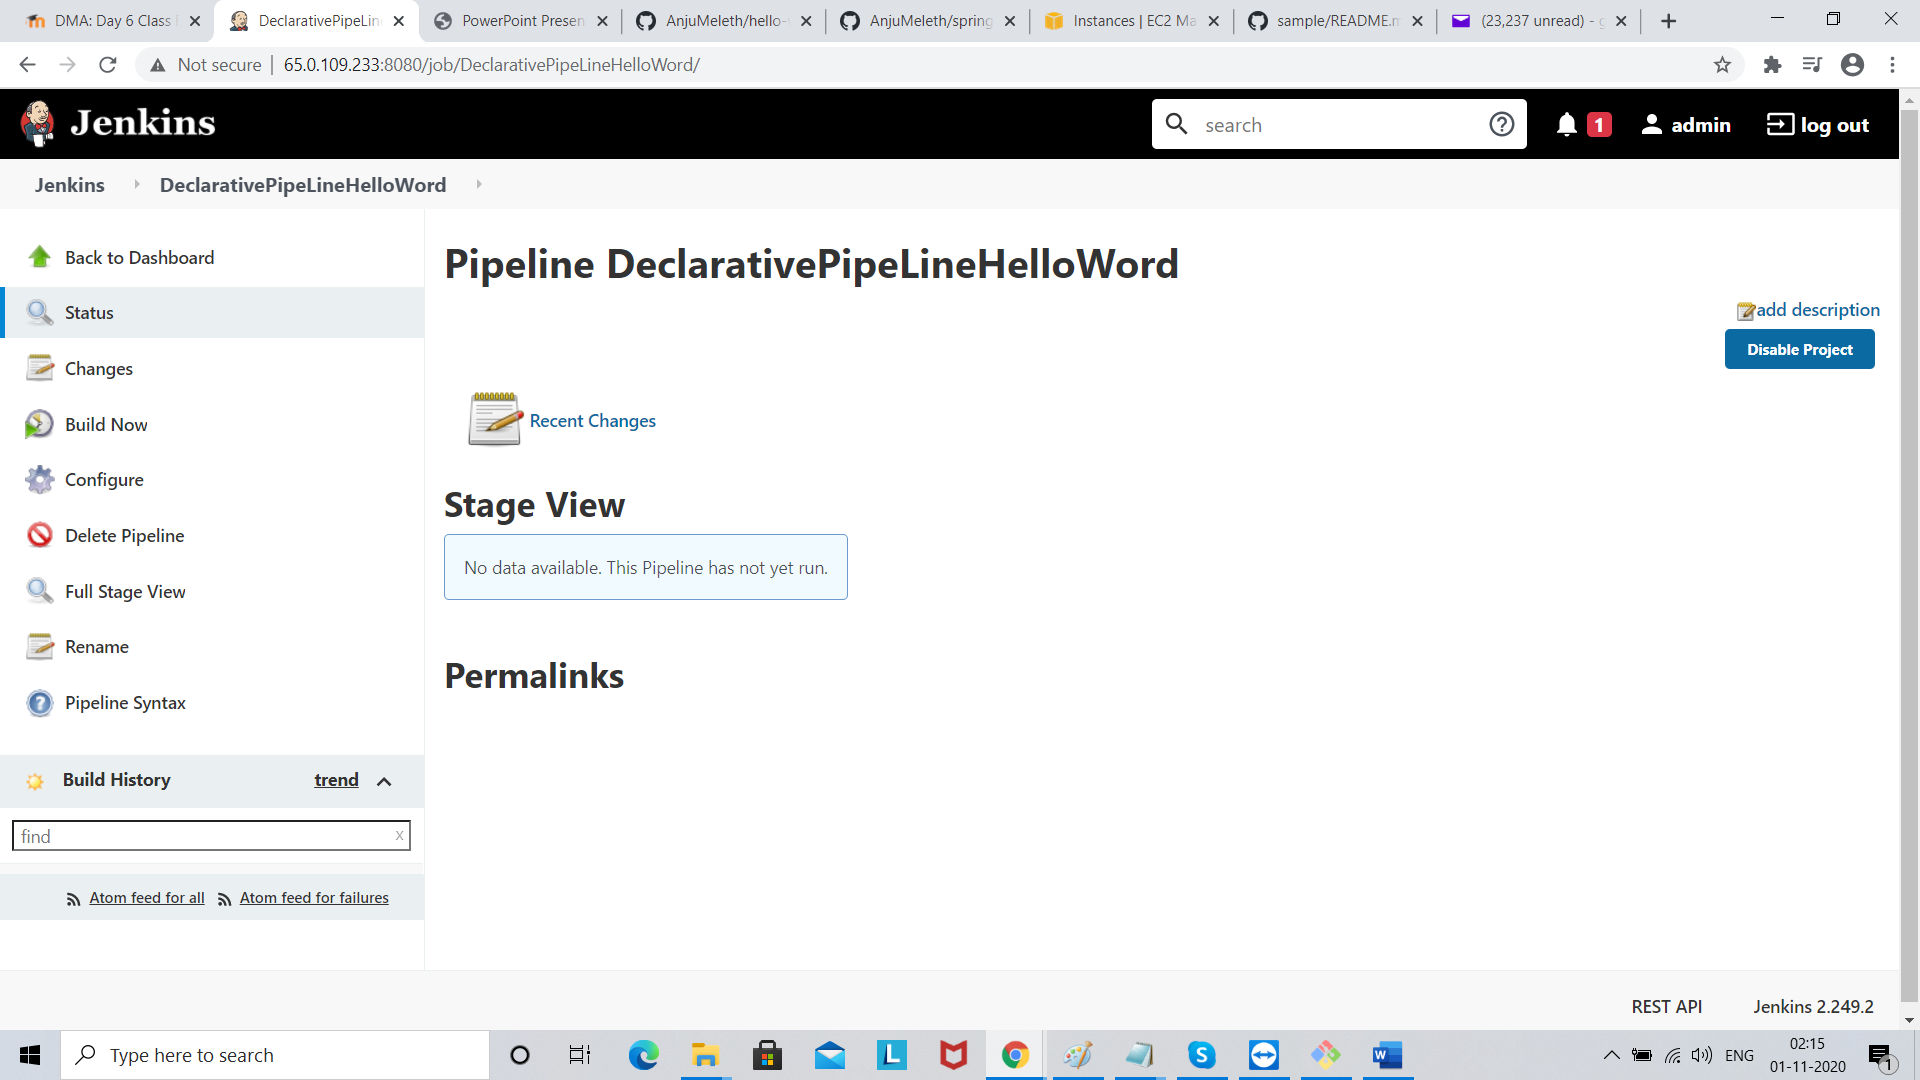 DMA: Day 6 Class
DeclarativePipeLin
PowerPoint Presen
AnjuMeleth/hello-
AnjuMeleth/spring
Instances | EC2 Ma
sample/README.m
(23,237 unread) -
Not secure
65.0.109.233:8080/job/DeclarativePipeLineHelloWord/
Jenkins
search
1
admin
log out
Jenkins
DeclarativePipeLineHelloWord
Back to Dashboard
Status
Changes
Build Now
Configure
Delete Pipeline
Full Stage View
Rename
Pipeline Syntax
Build History
trend
find
x
Atom feed for all
Atom feed for failures
Pipeline DeclarativePipeLineHelloWord
add description
Disable Project
Recent Changes
Stage View
No data available. This Pipeline has not yet run.
Permalinks
REST API
Jenkins 2.249.2
Type here to search
L
S
W
ENG
02:15
01-11-2020
1